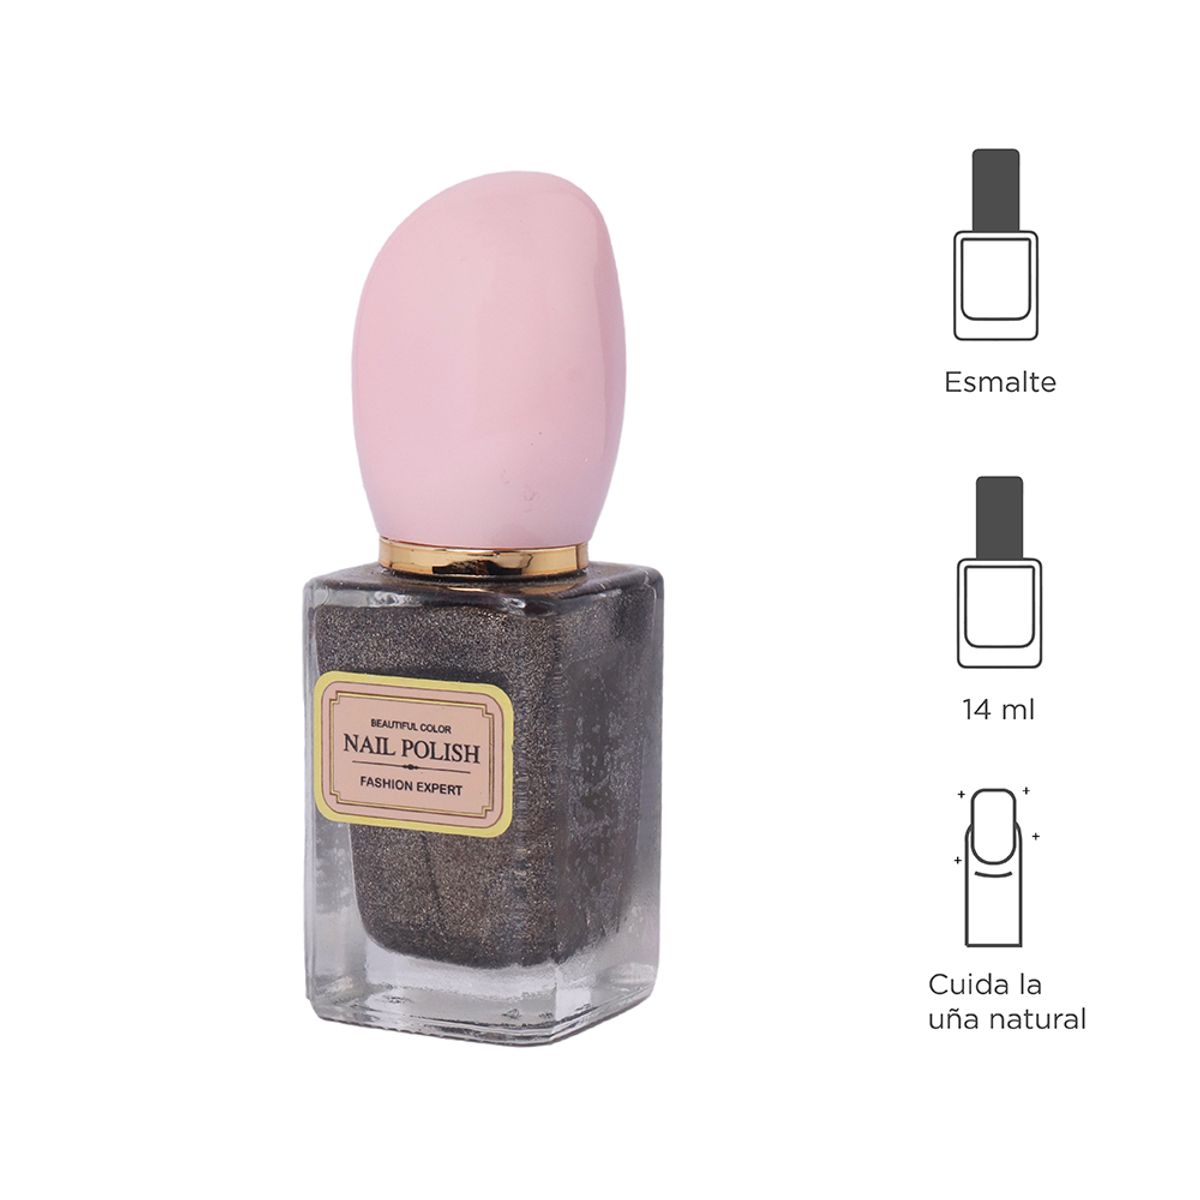 BEAUTIFUL COLOR
NAIL POLISH
FASHION EXPERT
Esmalte
14 ml
Cuida la
uña natural